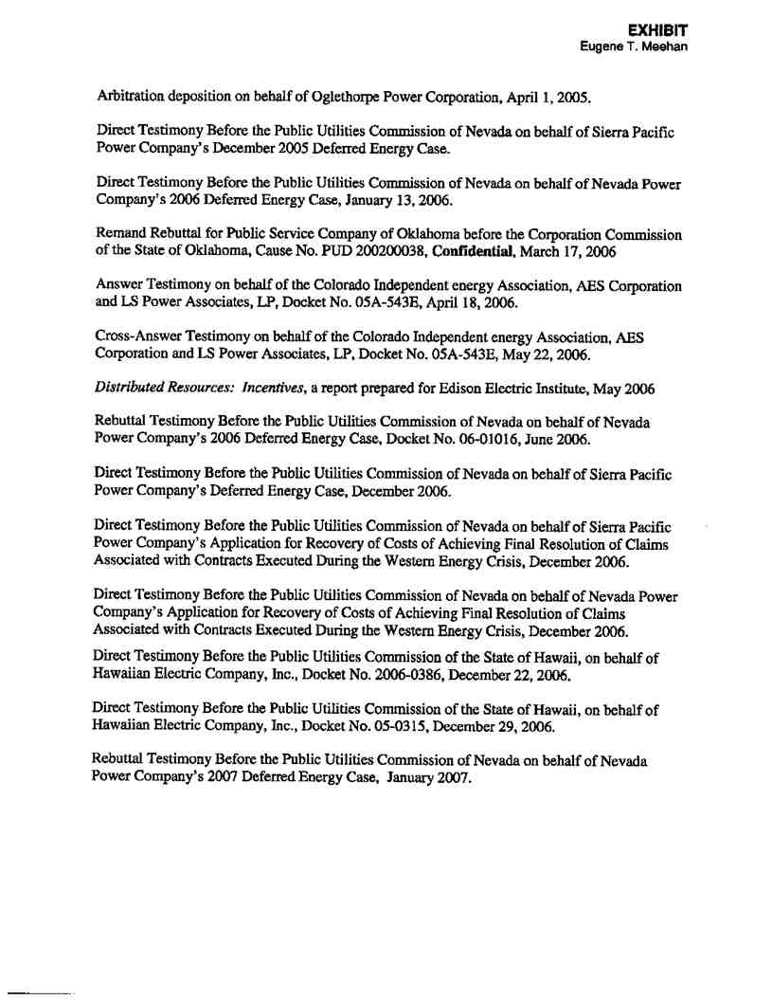 EXHIBIT
Eugene T. Meehan
Arbitration deposition on behalf of Oglethorpe Power Corporation, April 1, 2005.
Direct Testimony Before the Public Utilities Commission of Nevada on behalf of Sierra Pacific
Power Company's December 2005 Deferred Energy Case.
Direct Testimony Before the Public Utilities Commission of Nevada on behalf of Nevada Power
Company's 2006 Deferred Energy Case, January 13, 2006.
Remand Rebuttal for Public Service Company of Oklahoma before the Corporation Commission
of the State of Oklahoma, Cause No. PUD 200200038, Confidential, March 17, 2006
Answer Testimony on behalf of the Colorado Independent energy Association, AES Corporation
and LS Power Associates, LP, Docket No. 05A-543E, April 18, 2006.
Cross-Answer Testimony on behalf of the Colorado Independent energy Association, AES
Corporation and LS Power Associates, LP, Docket No. 05A-543E, May 22, 2006.
Distributed Resources: Incentives, a report prepared for Edison Electric Institute, May 2006
Rebuttal Testimony Before the Public Utilities Commission of Nevada on behalf of Nevada
Power Company's 2006 Deferred Energy Case, Docket No. 06-01016, June 2006.
Direct Testimony Before the Public Utilities Commission of Nevada on behalf of Sierra Pacific
Power Company's Deferred Energy Case, December 2006.
Direct Testimony Before the Public Utilities Commission of Nevada on behalf of Sierra Pacific
Power Company's Application for Recovery of Costs of Achieving Final Resolution of Claims
Associated with Contracts Executed During the Western Energy Crisis, December 2006.
Direct Testimony Before the Public Utilities Commission of Nevada on behalf of Nevada Power
Company's Application for Recovery of Costs of Achieving Final Resolution of Claims
Associated with Contracts Executed During the Western Energy Crisis, December 2006.
Direct Testimony Before the Public Utilities Commission of the State of Hawaii, on behalf of
Hawaiian Electric Company, Inc., Docket No. 2006-0386, December 22, 2006.
Direct Testimony Before the Public Utilities Commission of the State of Hawaii, on behalf of
Hawaiian Electric Company, Inc., Docket No. 05-0315, December 29, 2006.
Rebuttal Testimony Before the Public Utilities Commission of Nevada on behalf of Nevada
Power Company's 2007 Deferred Energy Case, January 2007.